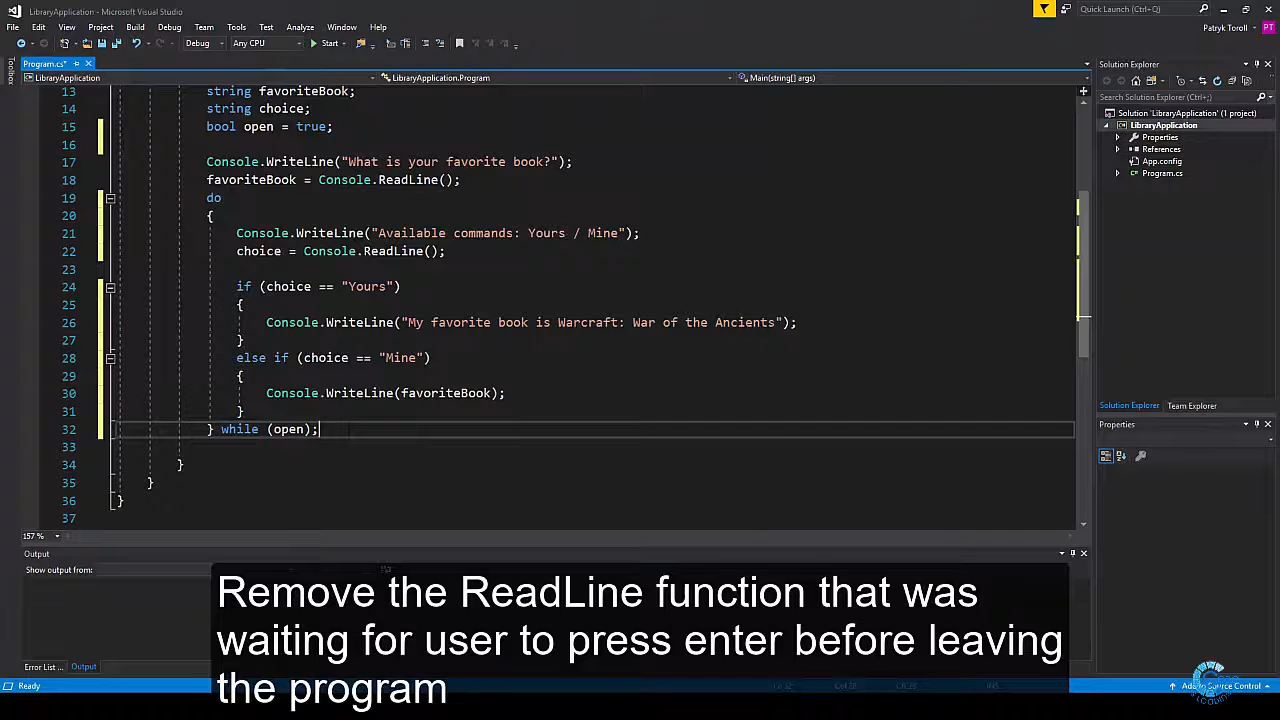 LibraryApplication - Microsoft Visual Studio
Quick Launch (Ctrl+Q)
File Edit View Project Build Debug Team Tools Analyze Window Help
Patryk Toroll PT
Debug Any CPU Start
Toolbox
Program.cs*
LibraryApplication LibraryApplication.Program Main(string[] args)
13 string favoriteBook;
14 string choice;
15 bool open = true;
16
17 Console.WriteLine("What is your favorite book?");
18 favoriteBook = Console.ReadLine();
19 do
20 {
21 Console.WriteLine("Available commands: Yours / Mine");
22 choice = Console.ReadLine();
23
24 if (choice == "Yours")
25 {
26 Console.WriteLine("My favorite book is Warcraft: War of the Ancients");
27 }
28 else if (choice == "Mine")
29 {
30 Console.WriteLine(favoriteBook);
31 }
32 } while (open);
33
34 }
35 }
36 }
37
157 %
Solution Explorer
Search Solution Explorer (Ctrl+;)
Solution 'LibraryApplication' (1 project)
LibraryApplication
Properties
References
App.config
Program.cs
Solution Explorer Team Explorer
Properties
Output
Show output from:
Error List ... Output
Remove the ReadLine function that was
waiting for user to press enter before leaving
the program
Ready
Add to Source Control